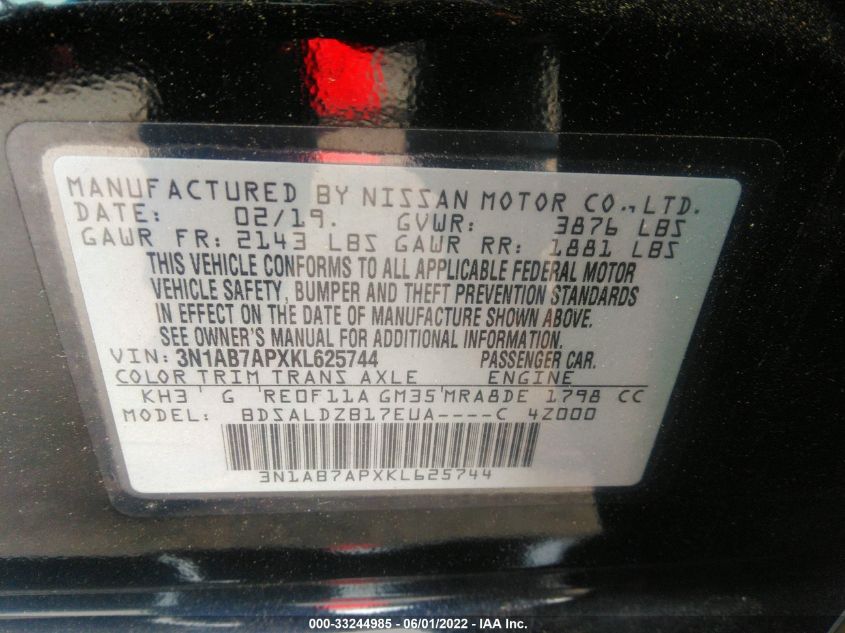 MANUFACTURED BY NISSAN MOTOR CO.,LTD.
DATE: 02/19. GVWR: 3876 LBS
GAWR FR: 2143 LBS GAWR RR: 1881 LBS
THIS VEHICLE CONFORMS TO ALL APPLICABLE FEDERAL MOTOR
VEHICLE SAFETY, BUMPER AND THEFT PREVENTION STANDARDS
IN EFFECT ON THE DATE OF MANUFACTURE SHOWN ABOVE.
SEE OWNER'S MANUAL FOR ADDITIONAL INFORMATION.
VIN: 3N1AB7APXKL625744 PASSENGER CAR.
COLOR TRIM TRANS AXLE ENGINE
KH3 G RE0F11A GM35 MRA8DE 1798 CC
MODEL: BDSALDZB17EUA----C 4Z000
3N1AB7APXKL625744
000-33244985 - 06/01/2022 - IAA Inc.